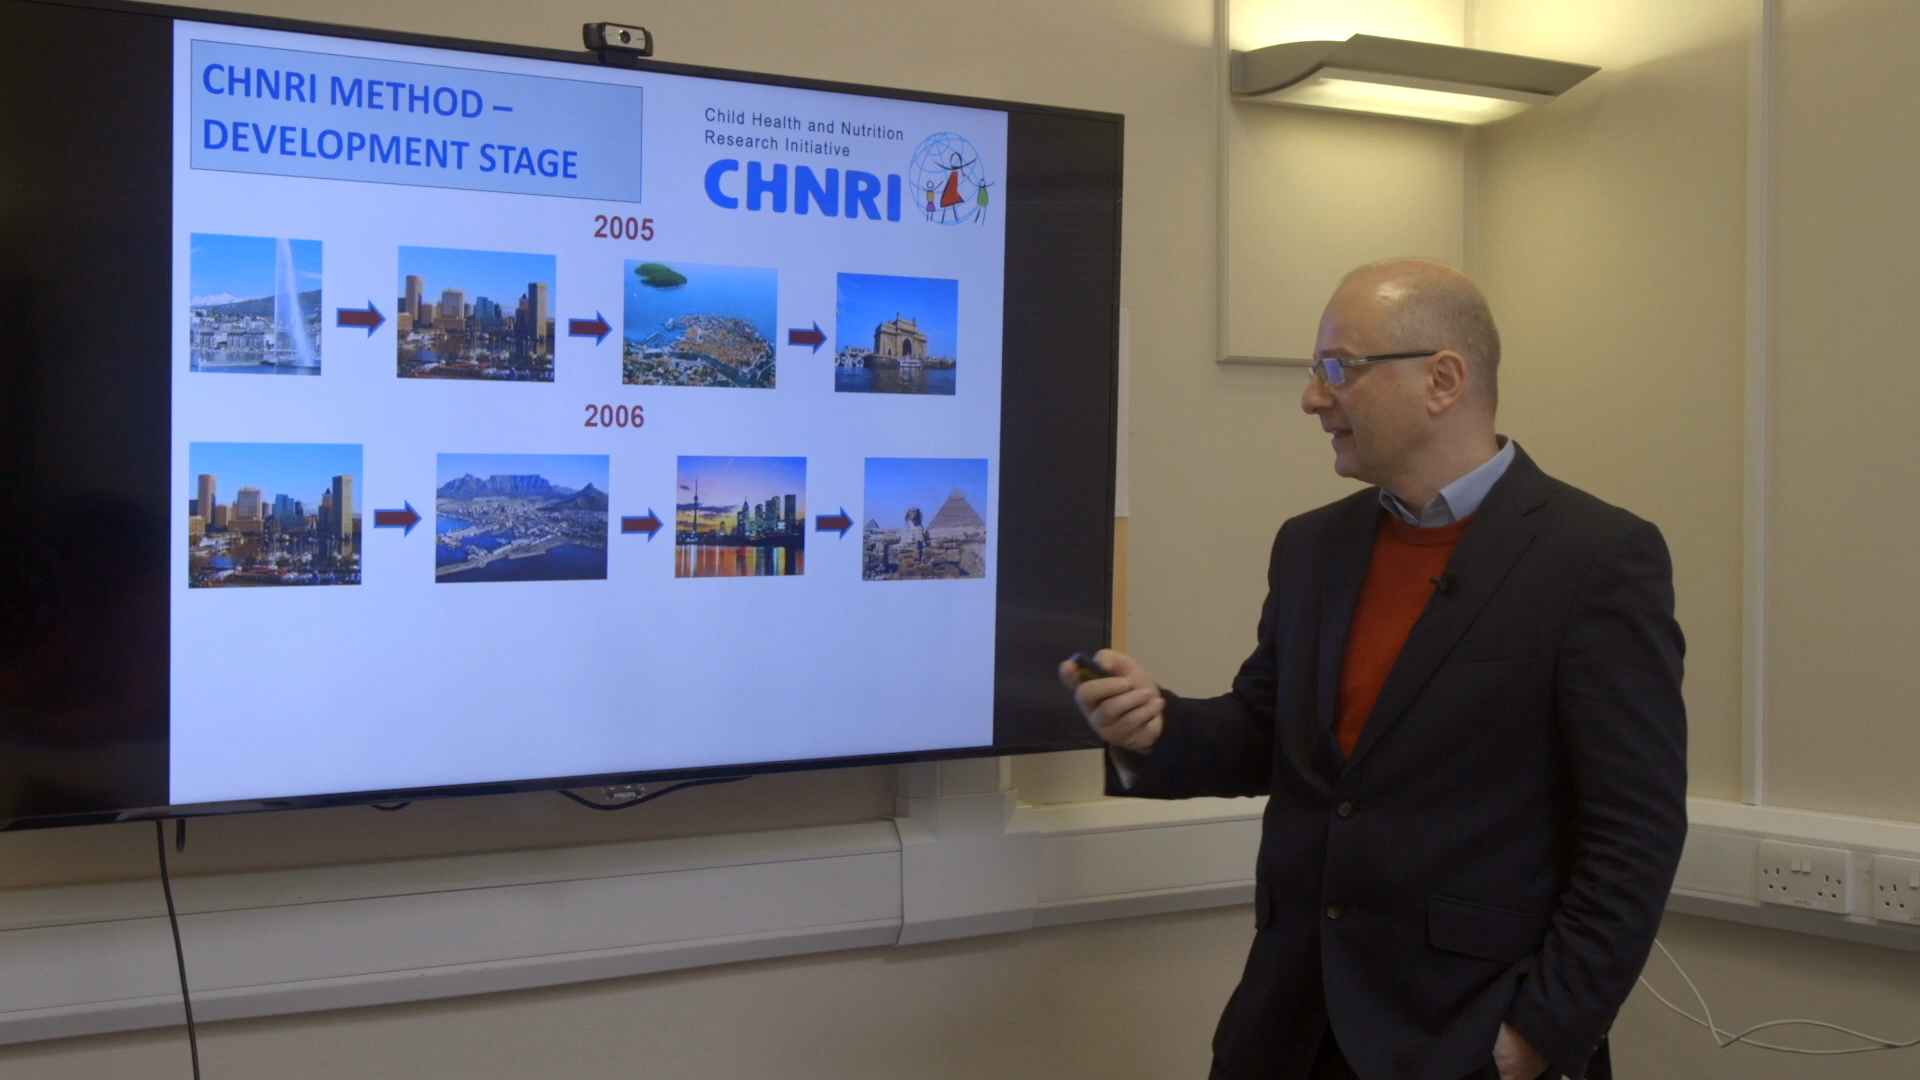 CHNRI METHOD –
DEVELOPMENT STAGE
Child Health and Nutrition
Research Initiative
CHNRI
2005
2006